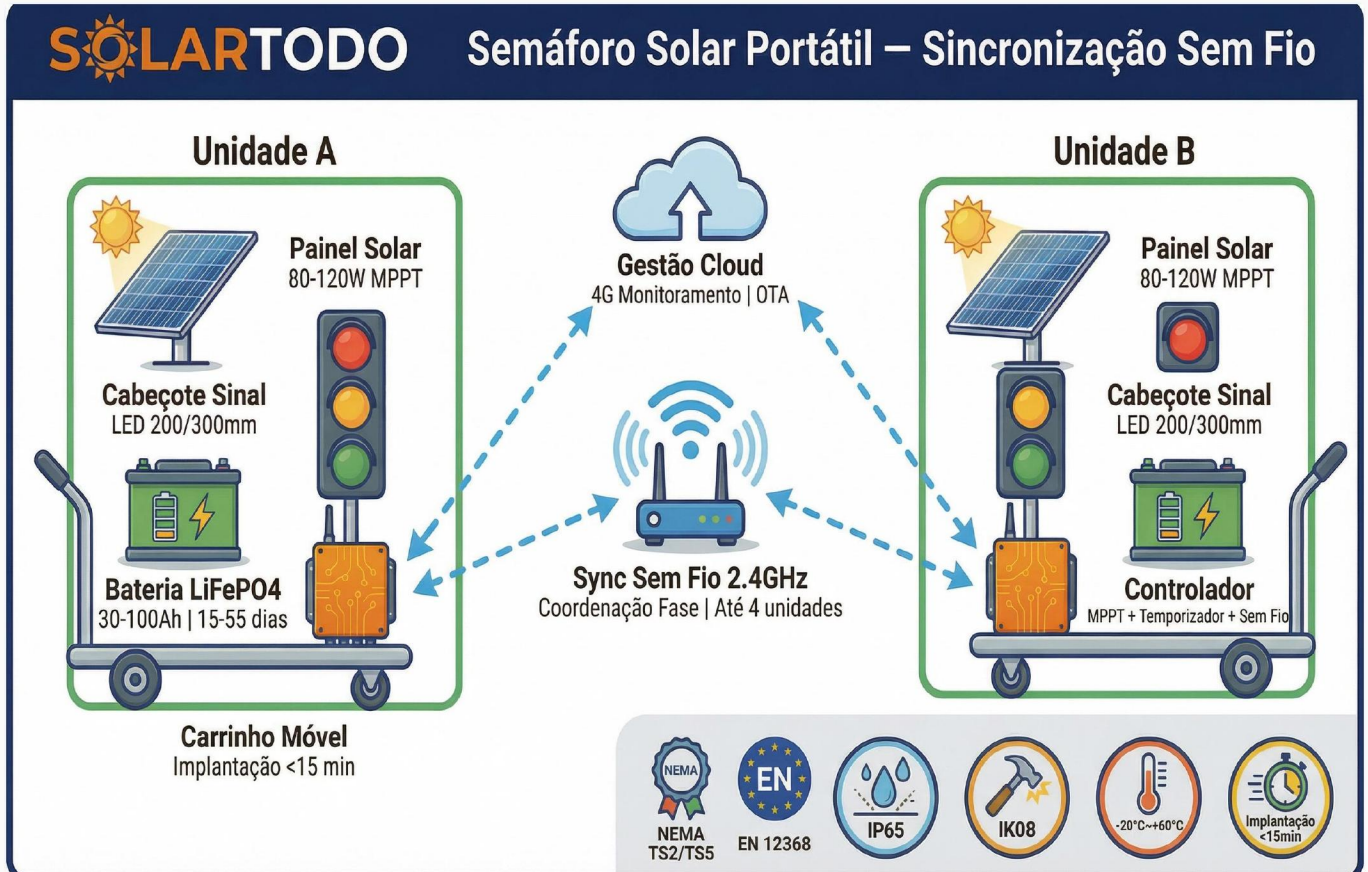 SOLARTODO
Semáforo Solar Portátil — Sincronização Sem Fio
Unidade A
Painel Solar
80-120W MPPT
Cabeçote Sinal
LED 200/300mm
Bateria LiFePO4
30-100Ah | 15-55 dias
Carrinho Móvel
Implantação <15 min
Gestão Cloud
4G Monitoramento | OTA
Sync Sem Fio 2.4GHz
Coordenação Fase | Até 4 unidades
Unidade B
Painel Solar
80-120W MPPT
Cabeçote Sinal
LED 200/300mm
Controlador
MPPT + Temporizador + Sem Fio
NEMA
NEMA
TS2/TS5
EN
EN 12368
IP65
IK08
-20°C~+60°C
Implantação
<15min